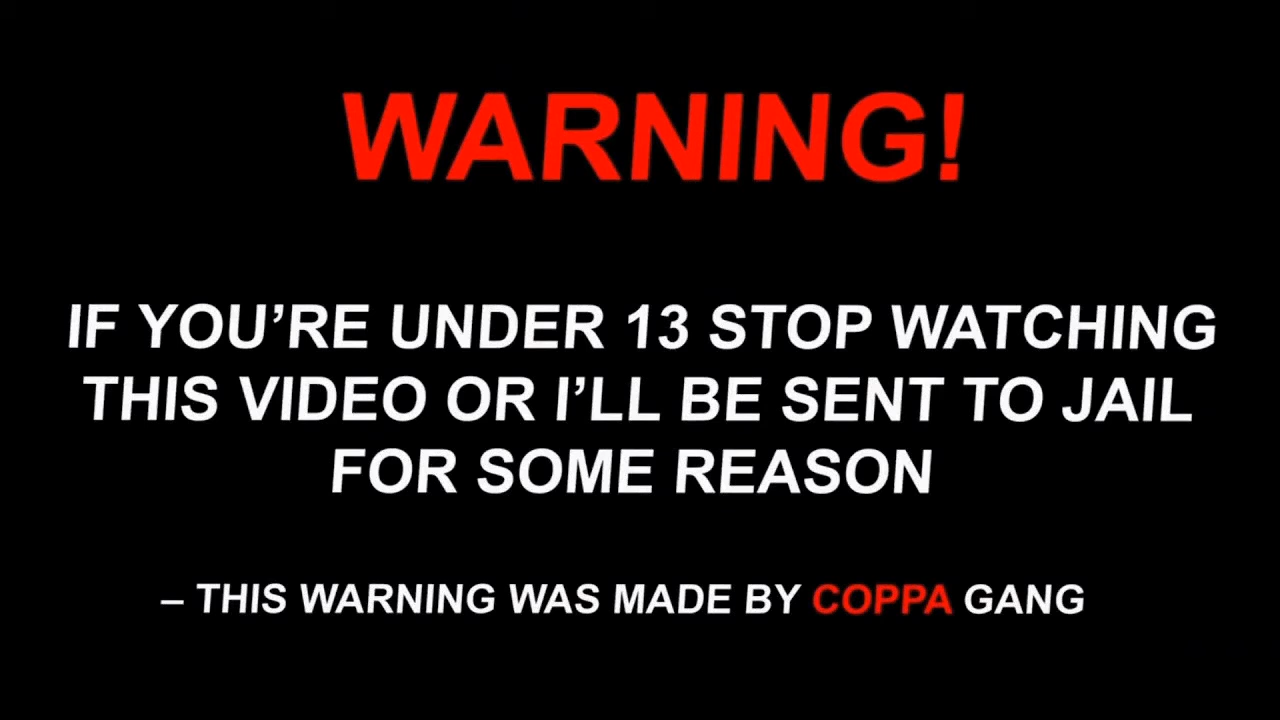 WARNING!
IF YOU’RE UNDER 13 STOP WATCHING
THIS VIDEO OR I’LL BE SENT TO JAIL
FOR SOME REASON
– THIS WARNING WAS MADE BY COPPA GANG